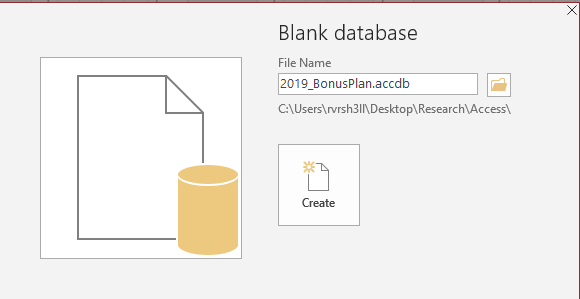 Blank database
File Name
2019_BonusPlan.accdb
C:\Users\rvrsh3ll\Desktop\Research\Access\
Create